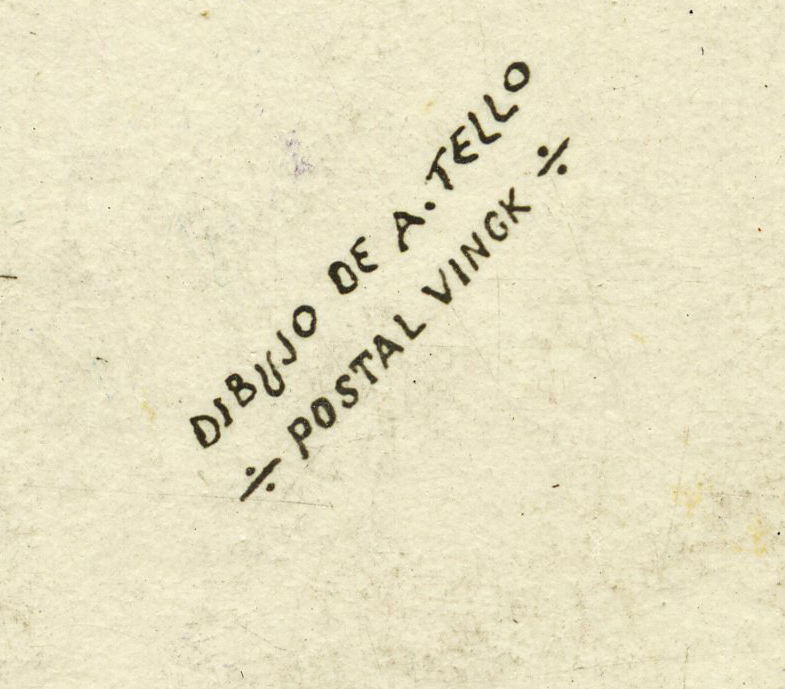 DIBUJO DE A. TELLO
÷ POSTAL VINCK ÷